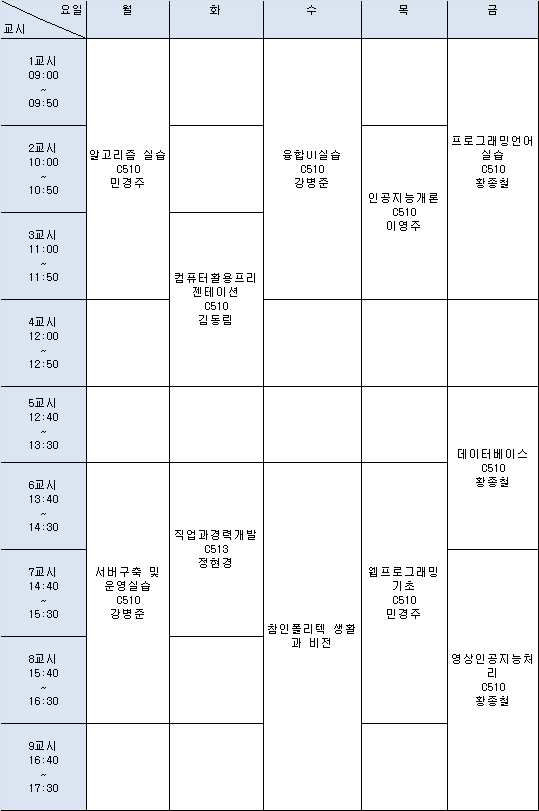 요일
교시
월
화
수
목
금
1교시
09:00
~
09:50
2교시
10:00
~
10:50
3교시
11:00
~
11:50
4교시
12:00
~
12:50
5교시
12:40
~
13:30
6교시
13:40
~
14:30
7교시
14:40
~
15:30
8교시
15:40
~
16:30
9교시
16:40
~
17:30
알고리즘 실습
C510
민경주
서버구축 및
운영실습
C510
강병준
컴퓨터활용프리
젠테이션
C510
김동림
직업과경력개발
C513
정현경
융합UI실습
C510
강병준
참인폴리텍 생활
과 비전
인공지능개론
C510
이영주
웹프로그래밍
기초
C510
민경주
프로그래밍언어
실습
C510
황종철
데이터베이스
C510
황종철
영상인공지능처
리
C510
황종철